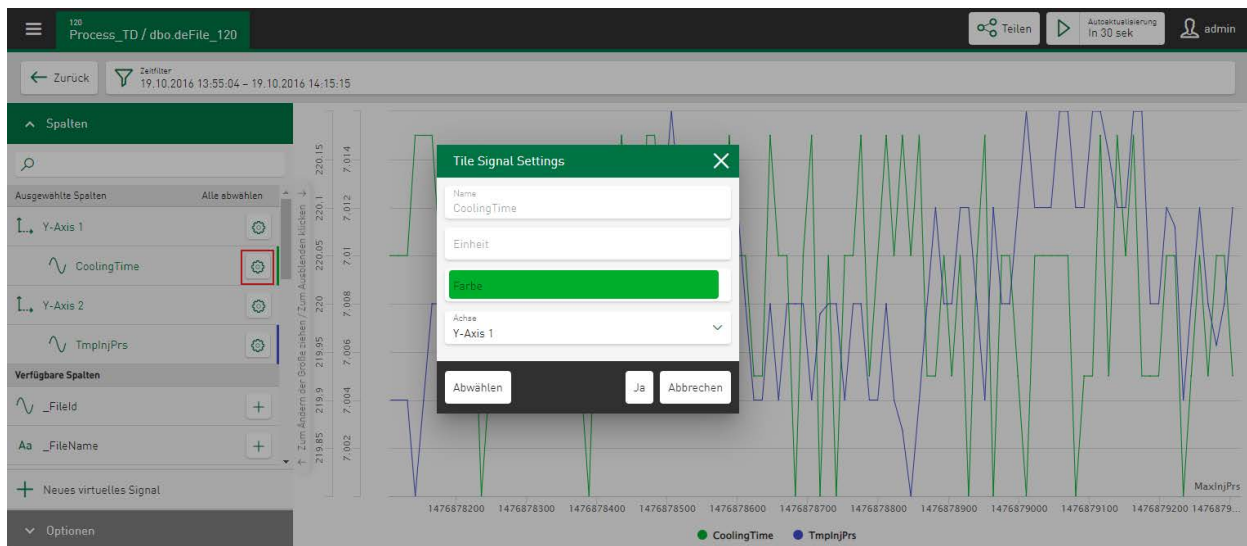 120
Process_TD / dbo.deFile_120
Teilen
Autoaktualisierung
In 30 sek
admin
Zurück
Zeitfilter
19.10.2016 13:55:04 – 19.10.2016 14:15:15
Spalten
Ausgewählte Spalten
Alle abwählen
Y-Axis 1
CoolingTime
Y-Axis 2
TmpInjPrs
Verfügbare Spalten
_FileId
Aa _FileName
Neues virtuelles Signal
Optionen
Zum Ändern der Größe ziehen / Zum Ausblenden klicken
220.15
220.1
220.05
220
219.95
219.9
219.85
7.014
7.012
7.01
7.008
7.006
7.004
7.002
Tile Signal Settings
Name
CoolingTime
Einheit
Farbe
Achse
Y-Axis 1
Abwählen
Ja
Abbrechen
MaxInjPrs
1476878200 1476878300 1476878400 1476878500 1476878600 1476878700 1476878800 1476878900 1476879000 1476879100 1476879200 1476879...
CoolingTime
TmpInjPrs